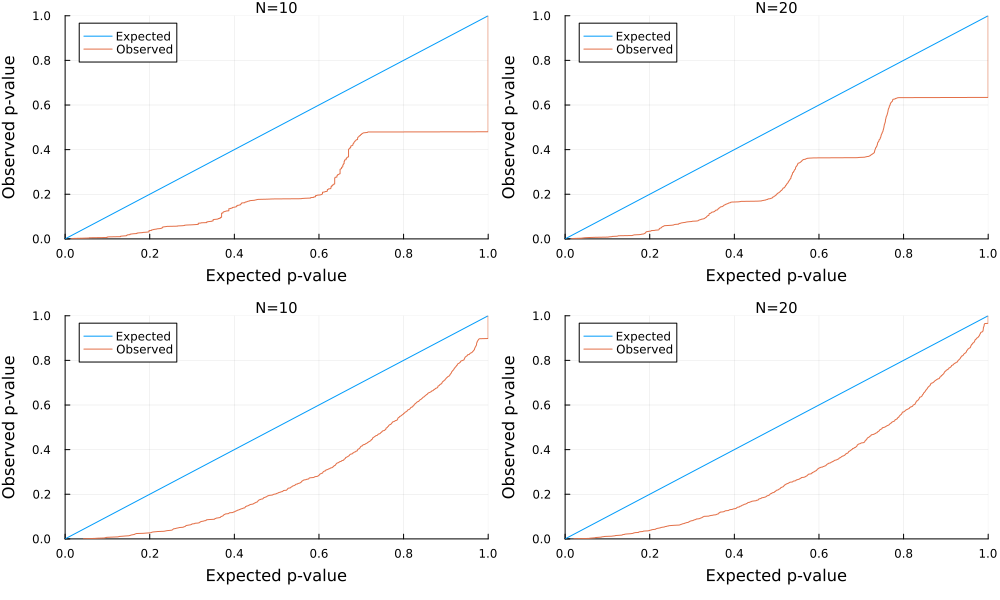 N=10
Observed p-value
1.0
0.8
0.6
0.4
0.2
0.0
Expected
Observed
0.0 0.2 0.4 0.6 0.8 1.0
Expected p-value
N=20
Observed p-value
1.0
0.8
0.6
0.4
0.2
0.0
Expected
Observed
0.0 0.2 0.4 0.6 0.8 1.0
Expected p-value
N=10
Observed p-value
1.0
0.8
0.6
0.4
0.2
0.0
Expected
Observed
0.0 0.2 0.4 0.6 0.8 1.0
Expected p-value
N=20
Observed p-value
1.0
0.8
0.6
0.4
0.2
0.0
Expected
Observed
0.0 0.2 0.4 0.6 0.8 1.0
Expected p-value